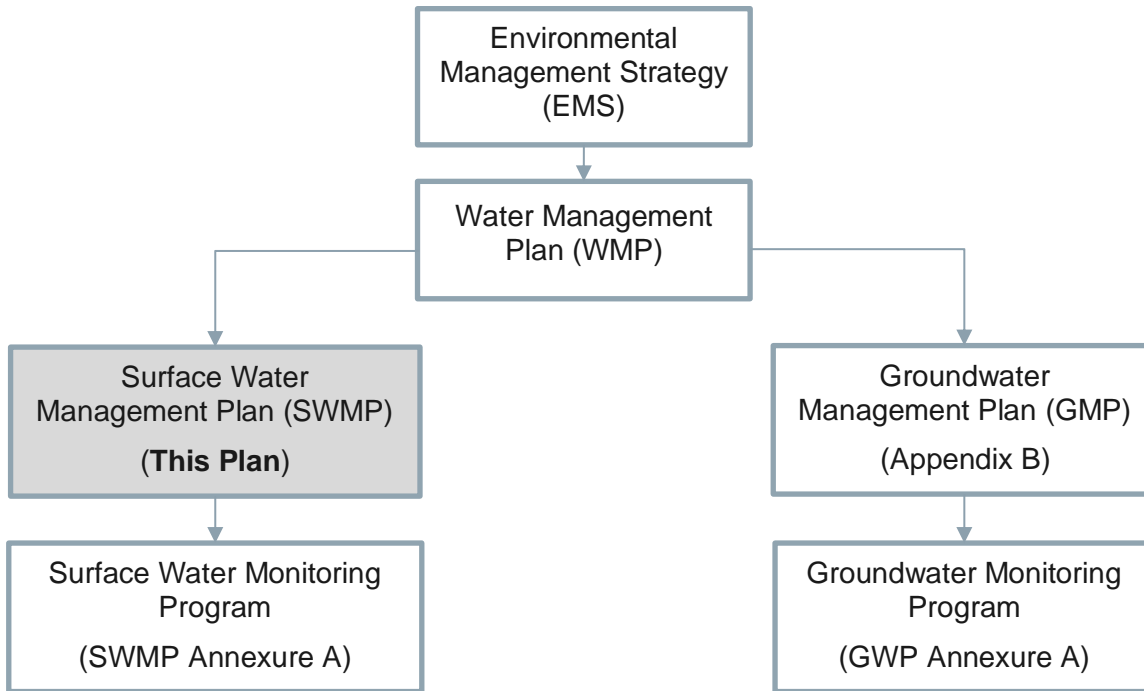 Environmental
Management Strategy
(EMS)
Water Management
Plan (WMP)
Surface Water
Management Plan (SWMP)
(This Plan)
Groundwater
Management Plan (GMP)
(Appendix B)
Surface Water Monitoring
Program
(SWMP Annexure A)
Groundwater Monitoring
Program
(GWP Annexure A)